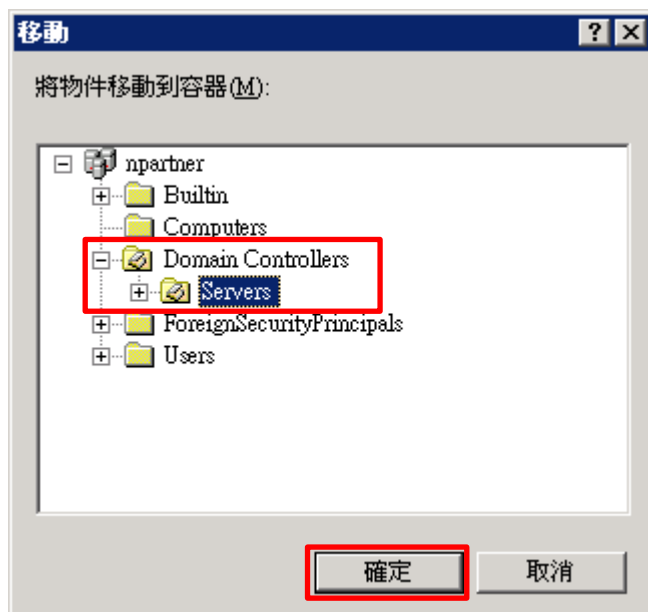 移動
將物件移動到容器(M):
npartner
Builtin
Computers
Domain Controllers
Servers
ForeignSecurityPrincipals
Users
確定
取消